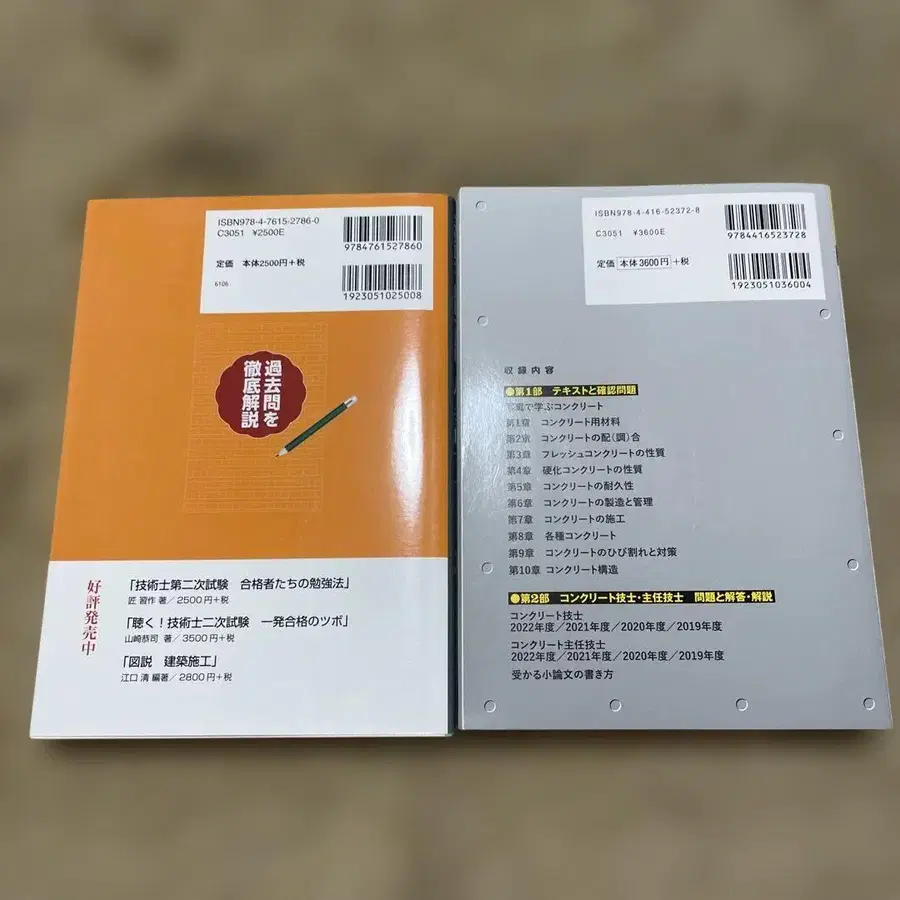 ISBN978-4-7615-2786-0
C3051 ¥2500E
定価 本体2500円+税
6106
9784761527860
1923051025008
過去問を
徹底解説
好評発売中
「技術士第二次試験 合格者たちの勉強法」
匠 習作 著/2500円+税
「聴く!技術士二次試験 一発合格のツボ」
山崎恭司 著/3500円+税
「図説 建築施工」
江口 清 編著/2800円+税
ISBN978-4-416-52372-8
C3051 ¥3600E
定価 本体3600円 +税
9784416523728
1923051036004
収録内容
●第1部 テキストと確認問題
で学ぶコンクリート
第1章 コンクリート用材料
第2章 コンクリートの配(調)合
第3章 フレッシュコンクリートの性質
第4章 硬化コンクリートの性質
第5章 コンクリートの耐久性
第6章 コンクリートの製造と管理
第7章 コンクリートの施工
第8章 各種コンクリート
第9章 コンクリートのひび割れと対策
第10章 コンクリート構造
●第2部 コンクリート技士・主任技士 問題と解答・解説
コンクリート技士
2022年度/2021年度/2020年度/2019年度
コンクリート主任技士
2022年度/2021年度/2020年度/2019年度
受かる小論文の書き方